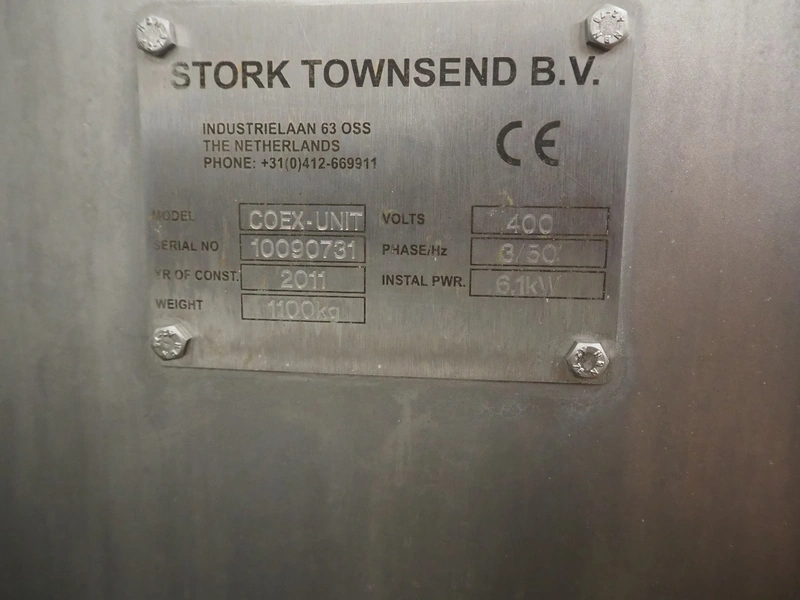 STORK TOWNSEND B.V.
INDUSTRIELAAN 63 OSS
THE NETHERLANDS
PHONE: +31(0)412-669911
CE
MODEL COEX-UNIT
SERIAL NO 10090731
YR OF CONST. 2011
WEIGHT 1100kg
VOLTS 400
PHASE/Hz 3/50
INSTAL PWR. 6.1kW